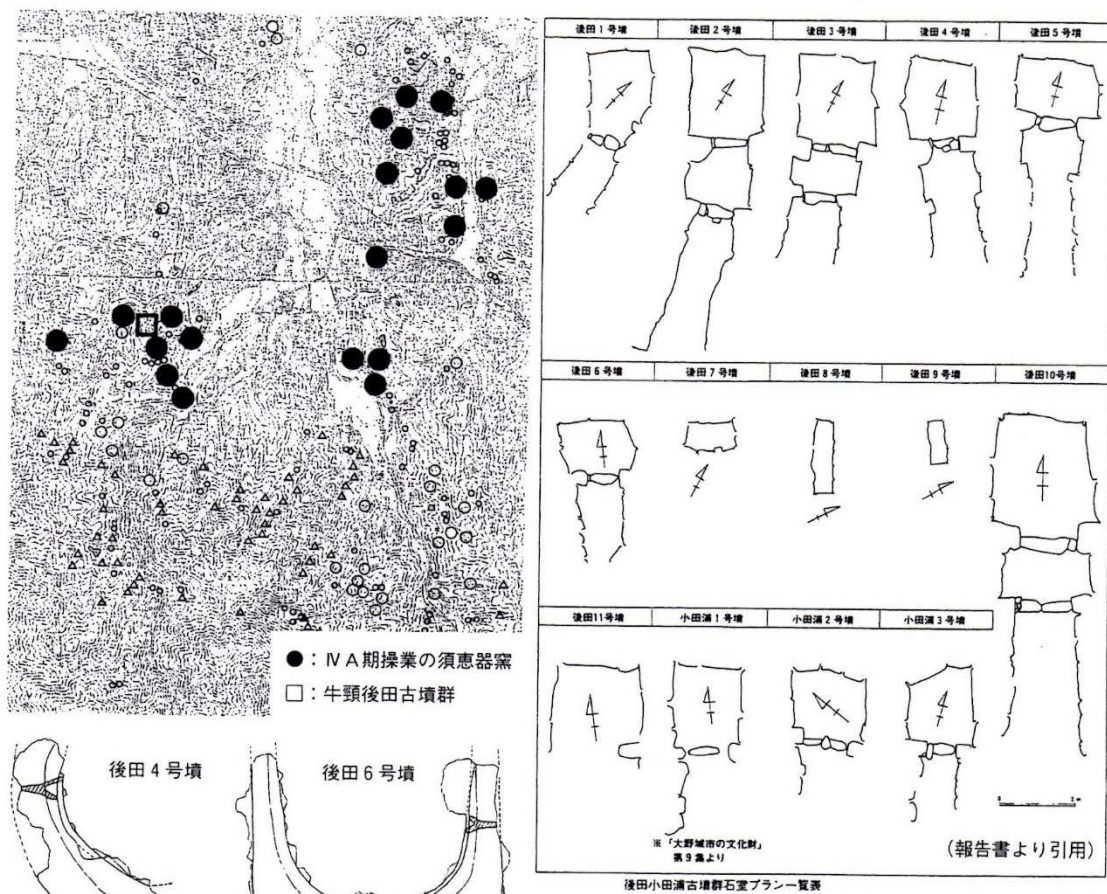 ●：ⅣA期操業の須恵器窯
□：牛頸後田古墳群
後田4号墳
後田6号墳
後田1号墳
後田2号墳
後田3号墳
後田4号墳
後田5号墳
後田6号墳
後田7号墳
後田8号墳
後田9号墳
後田10号墳
後田11号墳
小田浦1号墳
小田浦2号墳
小田浦3号墳
※「大野城市の文化財」
第9集より
(報告書より引用)
後田小田浦古墳群石室プラン一覧表